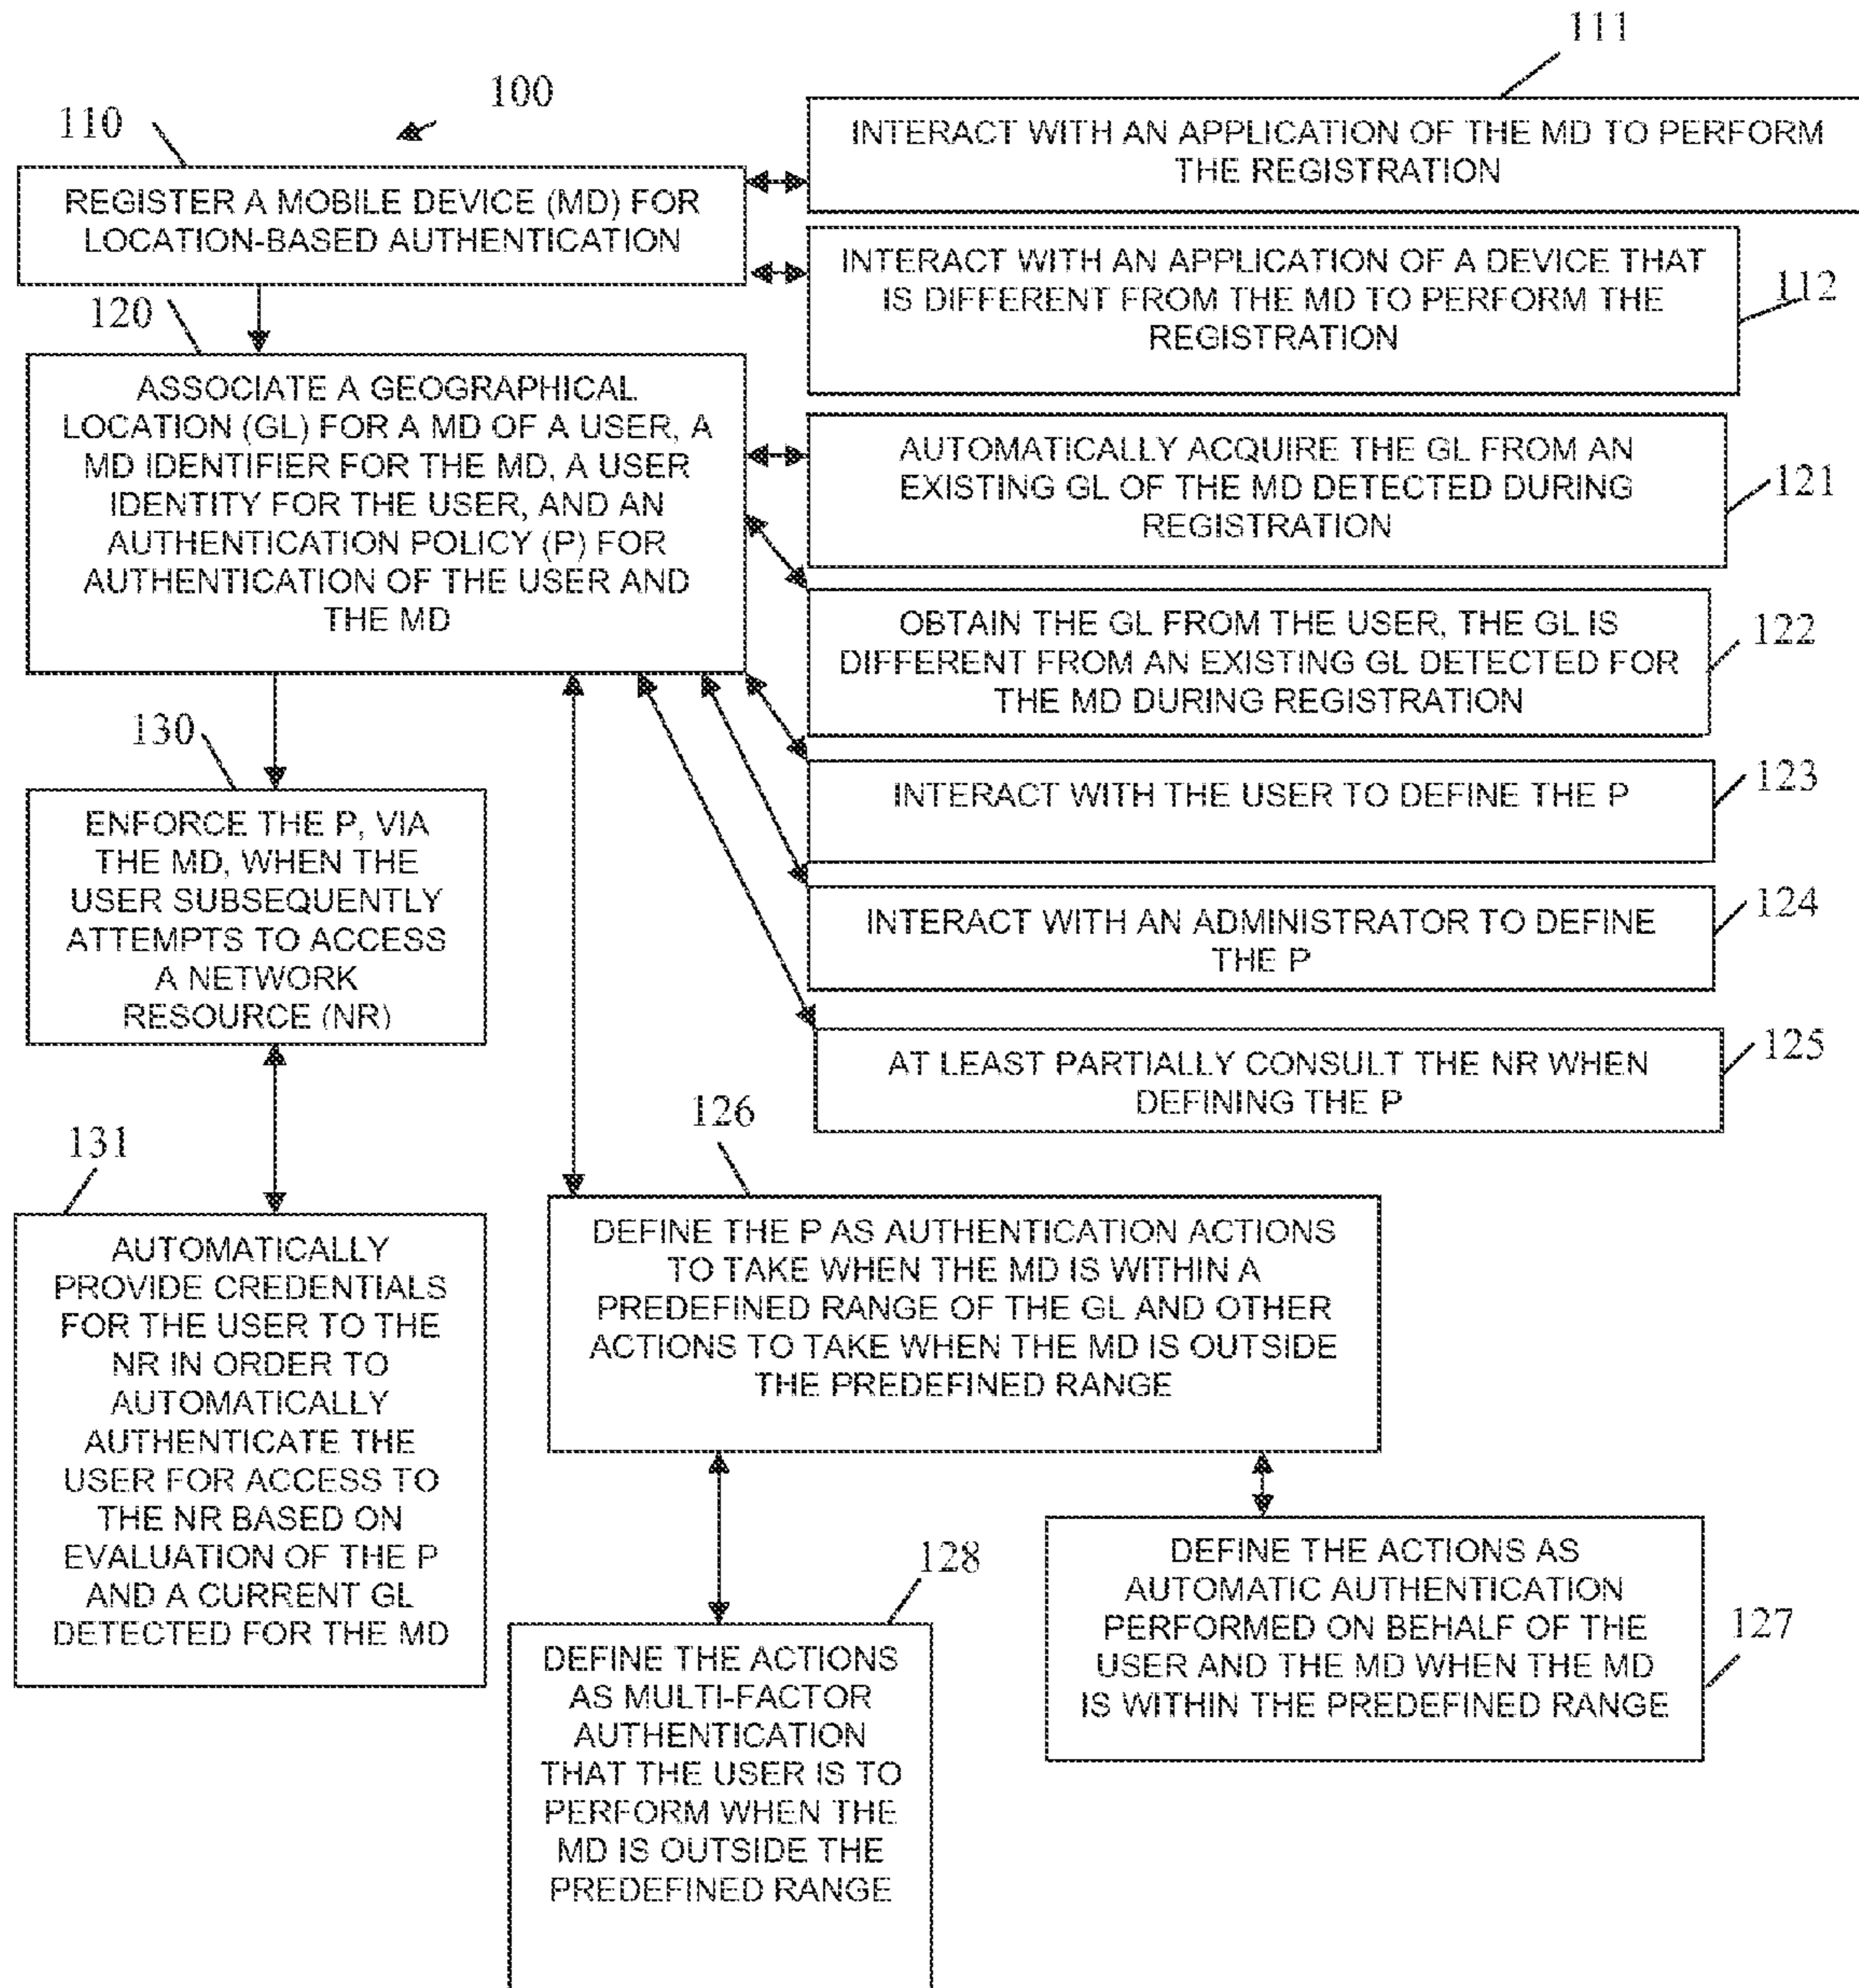 111
100
110
INTERACT WITH AN APPLICATION OF THE MD TO PERFORM
THE REGISTRATION
REGISTER A MOBILE DEVICE (MD) FOR
LOCATION-BASED AUTHENTICATION
INTERACT WITH AN APPLICATION OF A DEVICE THAT
IS DIFFERENT FROM THE MD TO PERFORM THE
REGISTRATION
112
120
ASSOCIATE A GEOGRAPHICAL
LOCATION (GL) FOR A MD OF A USER, A
MD IDENTIFIER FOR THE MD, A USER
IDENTITY FOR THE USER, AND AN
AUTHENTICATION POLICY (P) FOR
AUTHENTICATION OF THE USER AND
THE MD
AUTOMATICALLY ACQUIRE THE GL FROM AN
EXISTING GL OF THE MD DETECTED DURING
REGISTRATION
121
OBTAIN THE GL FROM THE USER, THE GL IS
DIFFERENT FROM AN EXISTING GL DETECTED FOR
THE MD DURING REGISTRATION
122
INTERACT WITH THE USER TO DEFINE THE P
123
INTERACT WITH AN ADMINISTRATOR TO DEFINE
THE P
124
AT LEAST PARTIALLY CONSULT THE NR WHEN
DEFINING THE P
125
130
ENFORCE THE P, VIA
THE MD, WHEN THE
USER SUBSEQUENTLY
ATTEMPTS TO ACCESS
A NETWORK
RESOURCE (NR)
131
AUTOMATICALLY
PROVIDE CREDENTIALS
FOR THE USER TO THE
NR IN ORDER TO
AUTOMATICALLY
AUTHENTICATE THE
USER FOR ACCESS TO
THE NR BASED ON
EVALUATION OF THE P
AND A CURRENT GL
DETECTED FOR THE MD
126
DEFINE THE P AS AUTHENTICATION ACTIONS
TO TAKE WHEN THE MD IS WITHIN A
PREDEFINED RANGE OF THE GL AND OTHER
ACTIONS TO TAKE WHEN THE MD IS OUTSIDE
THE PREDEFINED RANGE
128
DEFINE THE ACTIONS
AS MULTI-FACTOR
AUTHENTICATION
THAT THE USER IS TO
PERFORM WHEN THE
MD IS OUTSIDE THE
PREDEFINED RANGE
DEFINE THE ACTIONS AS
AUTOMATIC AUTHENTICATION
PERFORMED ON BEHALF OF THE
USER AND THE MD WHEN THE MD
IS WITHIN THE PREDEFINED RANGE
127